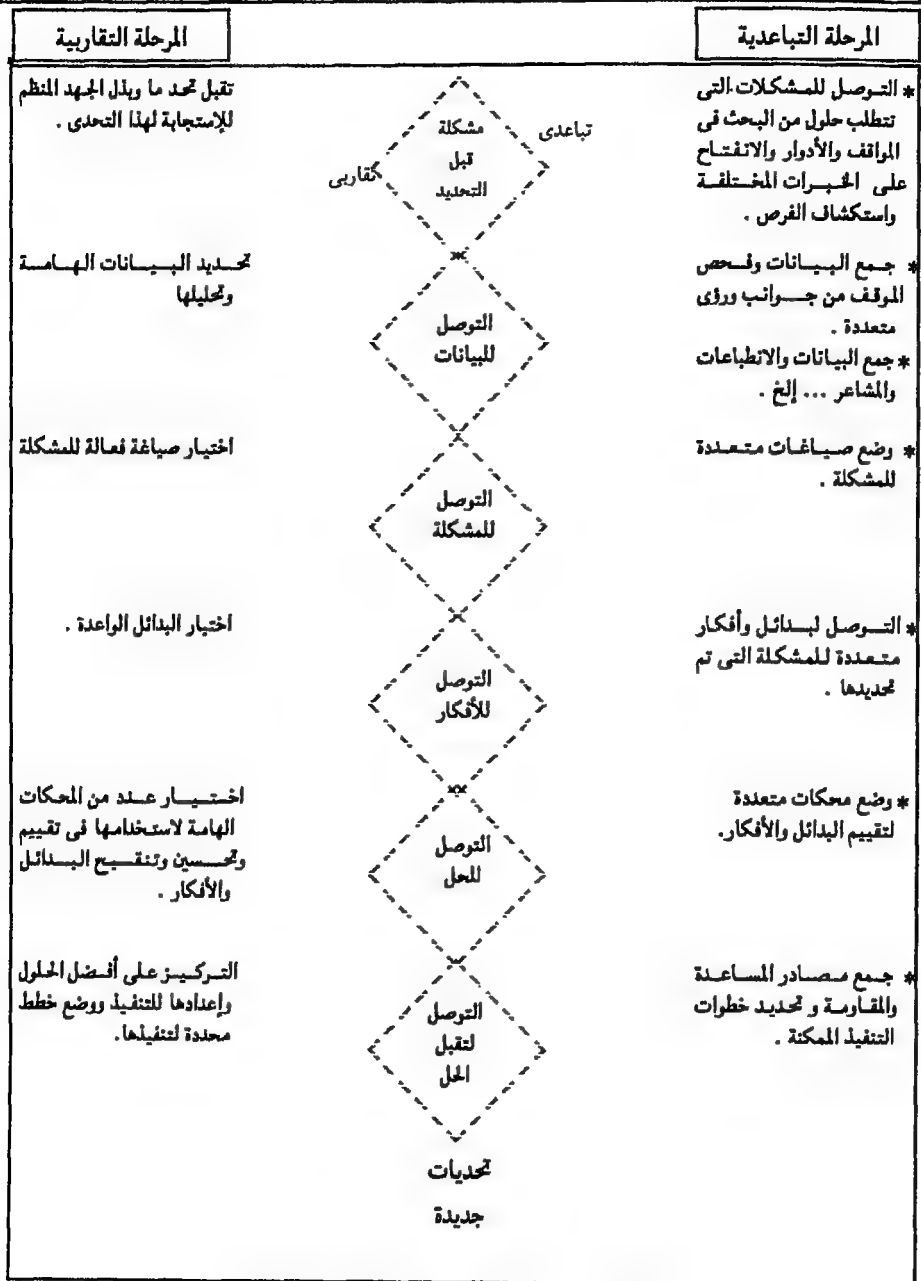 المرحلة التباعدية
المرحلة التقاربية
* التوصل للمشكلات التى
تتطلب حلول من البحث فى
المواقف والأدوار والانفتاح
على الخبرات المختلفة
واستكشاف الفرص .
تباعدى
مشكلة
قبل
التحديد
تقاربى
تقبل تحد ما وبذل الجهد المنظم
للإستجابة لهذا التحدى .
* جمع البيانات وفحص
الموقف من جوانب ورؤى
متعددة .
* جمع البيانات والانطباعات
والمشاعر ... إلخ .
التوصل
للبيانات
تحديد البيانات الهامة
وتحليلها
* وضع صياغات متعددة
للمشكلة .
التوصل
للمشكلة
اختيار صياغة فعالة للمشكلة
* التوصل لبدائل وأفكار
متعددة للمشكلة التى تم
تحديدها .
التوصل
للأفكار
اختيار البدائل الواعدة .
* وضع محكات متعددة
لتقييم البدائل والأفكار.
التوصل
للحل
اختيار عدد من المحكات
الهامة لاستخدامها فى تقييم
وتحسين وتنقيح البدائل
والأفكار .
* جمع مصادر المساعدة
والمقاومة و تحديد خطوات
التنفيذ الممكنة .
التوصل
لتقبل
الحل
التركيز على أفضل الحلول
وإعدادها للتنفيذ ووضع خطط
محددة لتنفيذها.
تحديات
جديدة